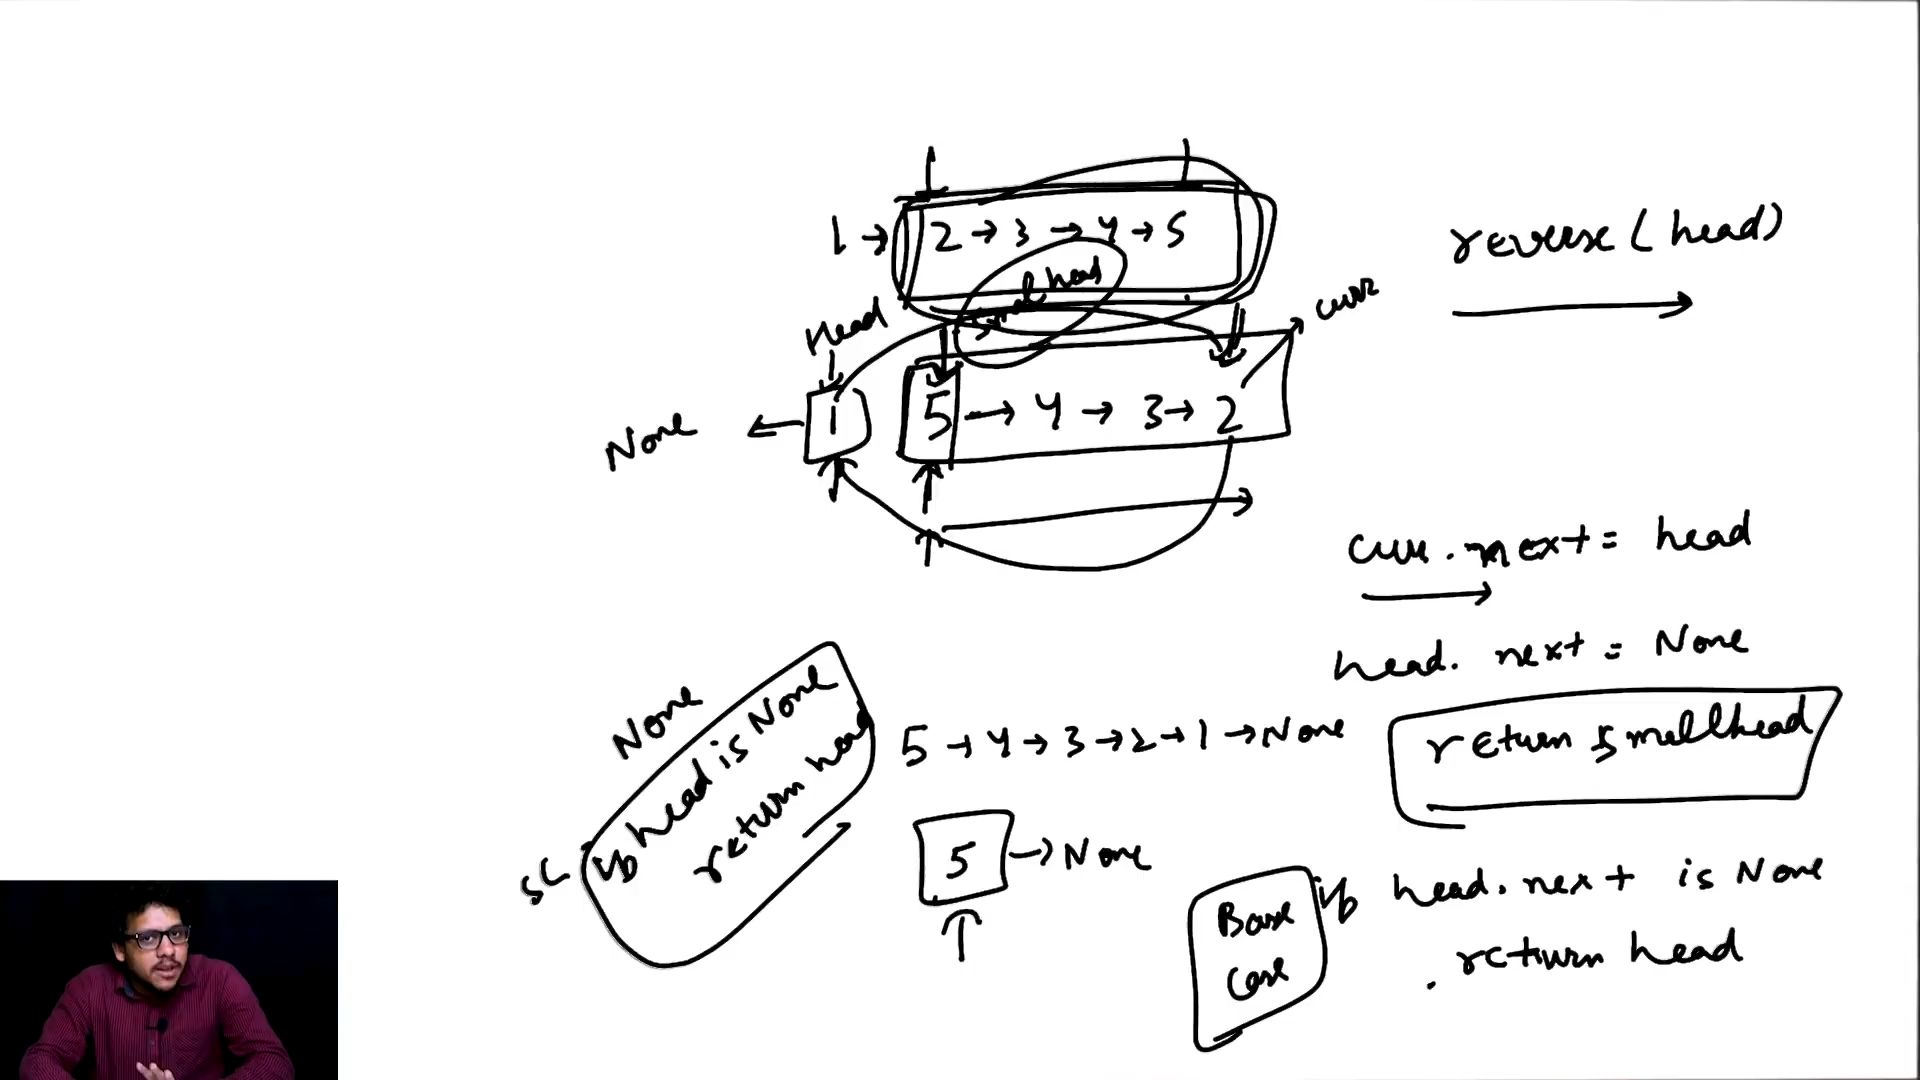 1 → 2 → 3 → 4 → 5
reverse(head)
small head
Head
curr
None ← 1 5 → 4 → 3 → 2
curr.next = head
head. next = None
return smallhead
None
SC if head is None
return head
5 → 4 → 3 → 2 → 1 → None
5 → None
Base
Case
if head.next is None
return head